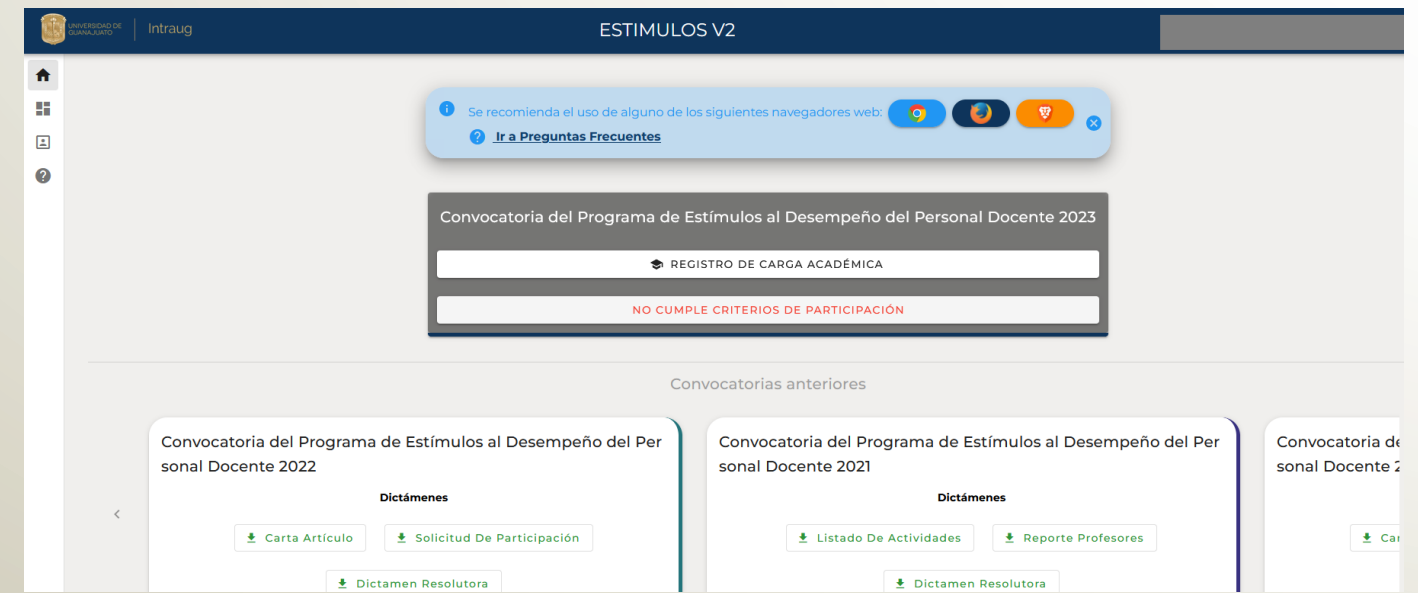 UNIVERSIDAD DE
GUANAJUATO
Intraug
ESTIMULOS V2
Se recomienda el uso de alguno de los siguientes navegadores web:
Ir a Preguntas Frecuentes
Convocatoria del Programa de Estímulos al Desempeño del Personal Docente 2023
REGISTRO DE CARGA ACADÉMICA
NO CUMPLE CRITERIOS DE PARTICIPACIÓN
Convocatorias anteriores
Convocatoria del Programa de Estímulos al Desempeño del Per
sonal Docente 2022
Dictámenes
Carta Artículo
Solicitud De Participación
Dictamen Resolutora
Convocatoria del Programa de Estímulos al Desempeño del Per
sonal Docente 2021
Dictámenes
Listado De Actividades
Reporte Profesores
Dictamen Resolutora
Convocatoria de
sonal Docente 2
Car